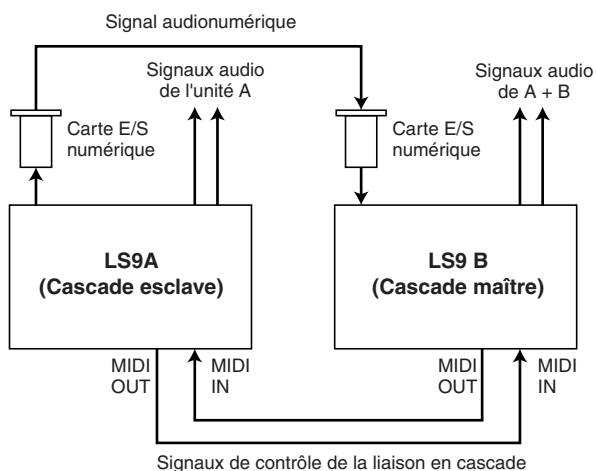 Signal audionumérique
Signaux audio
de l'unité A
Signaux audio
de A + B
Carte E/S
numérique
Carte E/S
numérique
LS9A
(Cascade esclave)
LS9 B
(Cascade maître)
MIDI
OUT
MIDI
IN
MIDI
OUT
MIDI
IN
Signaux de contrôle de la liaison en cascade